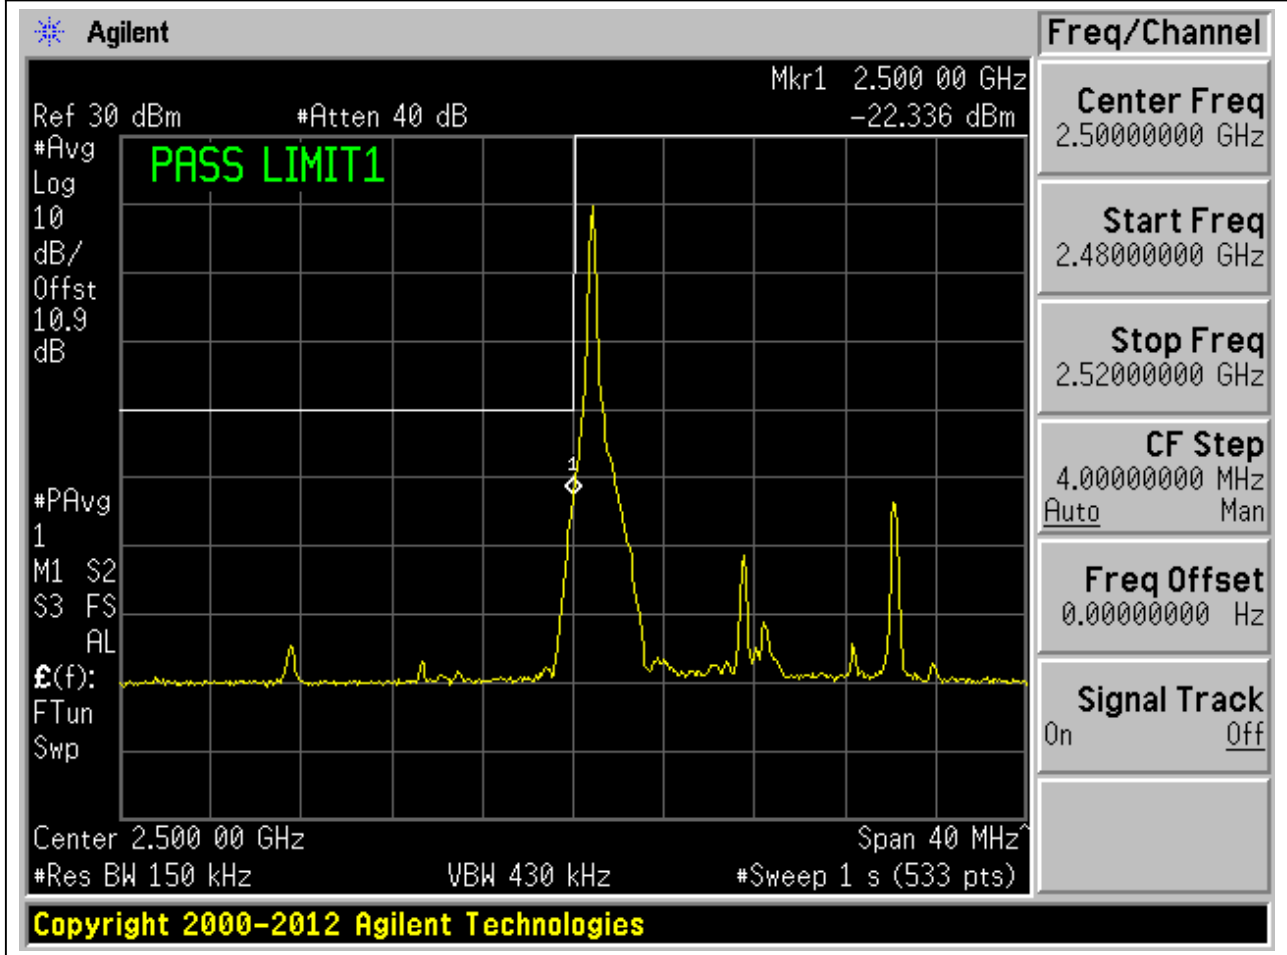 Agilent
Freq/Channel
Mkr1 2.500 00 GHz
Ref 30 dBm #Atten 40 dB -22.336 dBm
#Avg
Log
10
dB/
Offst
10.9
dB
PASS LIMIT1
1
#PAvg
1
M1 S2
S3 FS
AL
£(f):
FTun
Swp
Center 2.500 00 GHz Span 40 MHz^
#Res BW 150 kHz VBW 430 kHz #Sweep 1 s (533 pts)
Copyright 2000-2012 Agilent Technologies
Center Freq
2.50000000 GHz
Start Freq
2.48000000 GHz
Stop Freq
2.52000000 GHz
CF Step
4.00000000 MHz
Auto Man
Freq Offset
0.00000000 Hz
Signal Track
On Off